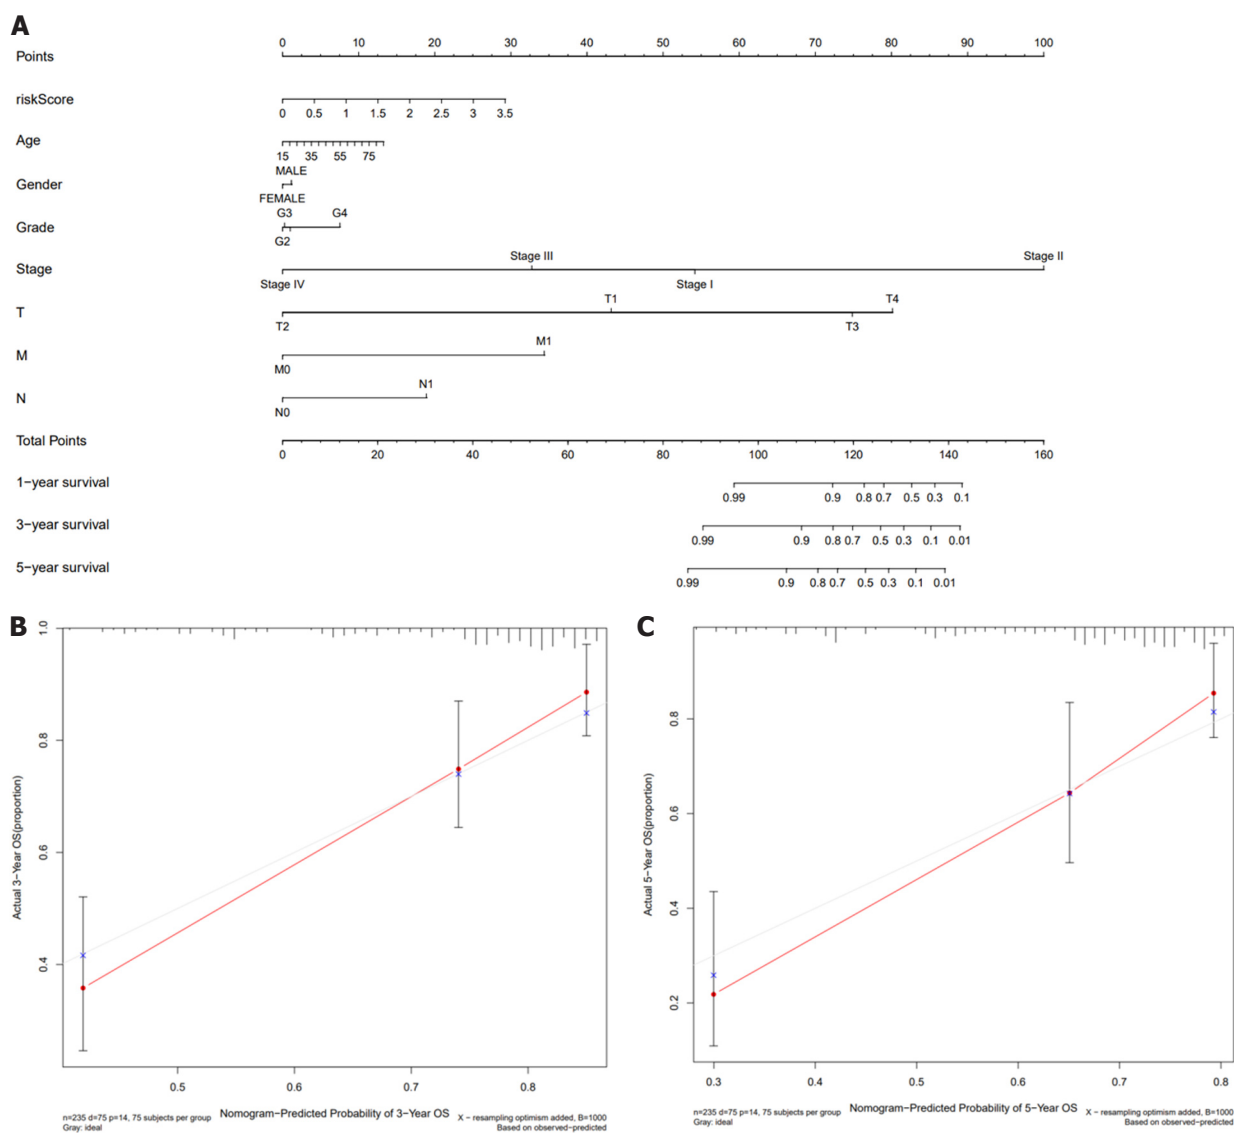 A
0 10 20 30 40 50 60 70 80 90 100
Points
riskScore
0 0.5 1 1.5 2 2.5 3 3.5
Age
15 35 55 75
MALE
Gender
FEMALE
G3 G4
Grade
G2
Stage III Stage II
Stage
Stage IV Stage I
T1 T4
T
T2 T3
M1
M
M0
N1
N
N0
Total Points
0 20 40 60 80 100 120 140 160
1-year survival
0.99 0.9 0.8 0.7 0.5 0.3 0.1
3-year survival
0.99 0.9 0.8 0.7 0.5 0.3 0.1 0.01
5-year survival
0.99 0.9 0.8 0.7 0.5 0.3 0.1 0.01
B
1.0
0.8
0.6
0.4
Actual 3−Year OS(proportion)
0.5 0.6 0.7 0.8
Nomogram−Predicted Probability of 3−Year OS
n=235 d=75 p=14, 75 subjects per group
Gray: ideal
X − resampling optimism added, B=1000
Based on observed−predicted
C
0.8
0.6
0.4
0.2
Actual 5−Year OS(proportion)
0.3 0.4 0.5 0.6 0.7 0.8
Nomogram−Predicted Probability of 5−Year OS
n=235 d=75 p=14, 75 subjects per group
Gray: ideal
X − resampling optimism added, B=1000
Based on observed−predicted